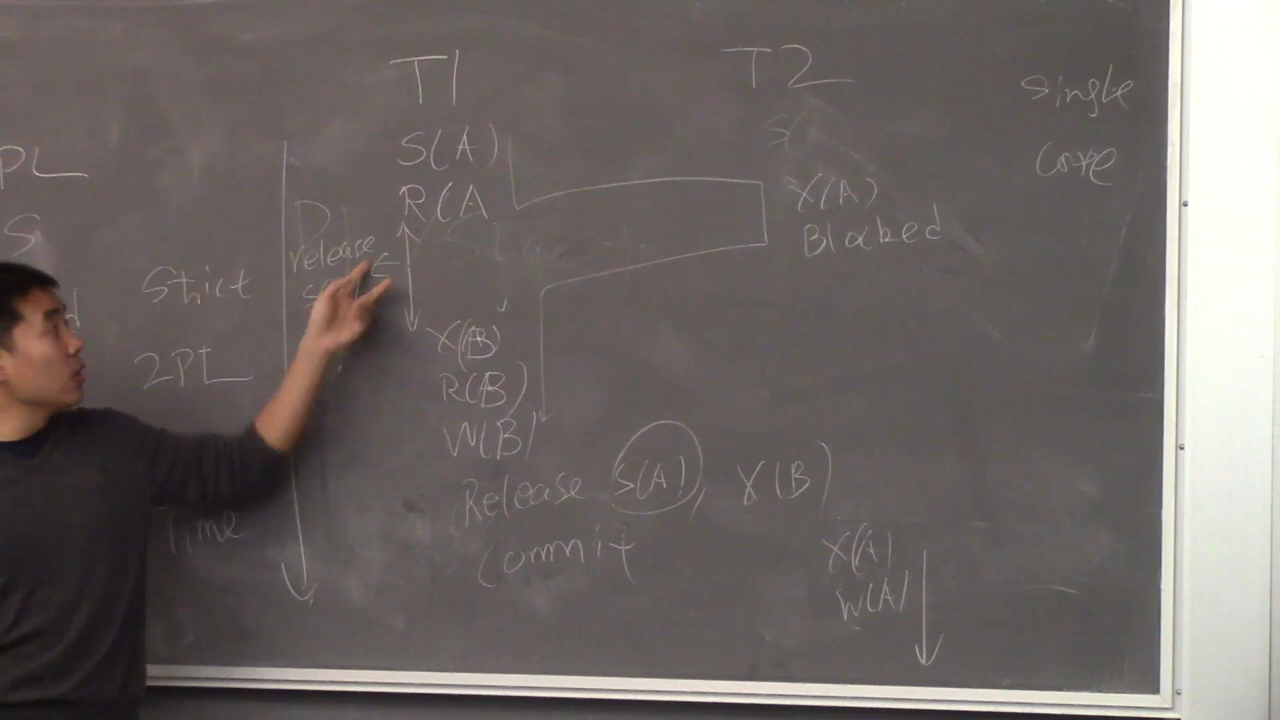 T1
T2
Single
Core
PL
S
S(A)
R(A
X(A)
Blocked
release
Strict
2PL
X(B)
R(B)
W(B)
Release S(A), X(B)
Commit
Time
X(A)
W(A)